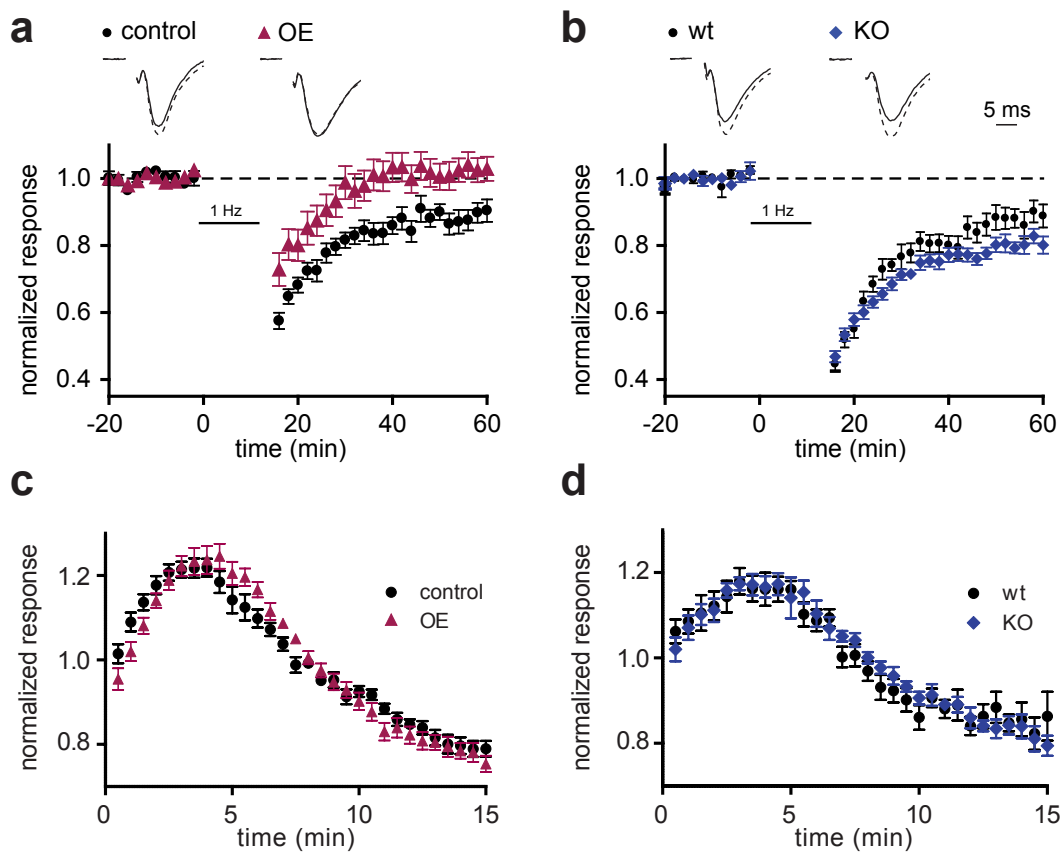 a
control OE
1 Hz
normalized response
1.0
0.8
0.6
0.4
-20 0 20 40 60
time (min)
b
wt KO
5 ms
1 Hz
normalized response
1.0
0.8
0.6
0.4
-20 0 20 40 60
time (min)
c
control
OE
normalized response
1.2
1.0
0.8
0 5 10 15
time (min)
d
wt
KO
normalized response
1.2
1.0
0.8
0 5 10 15
time (min)